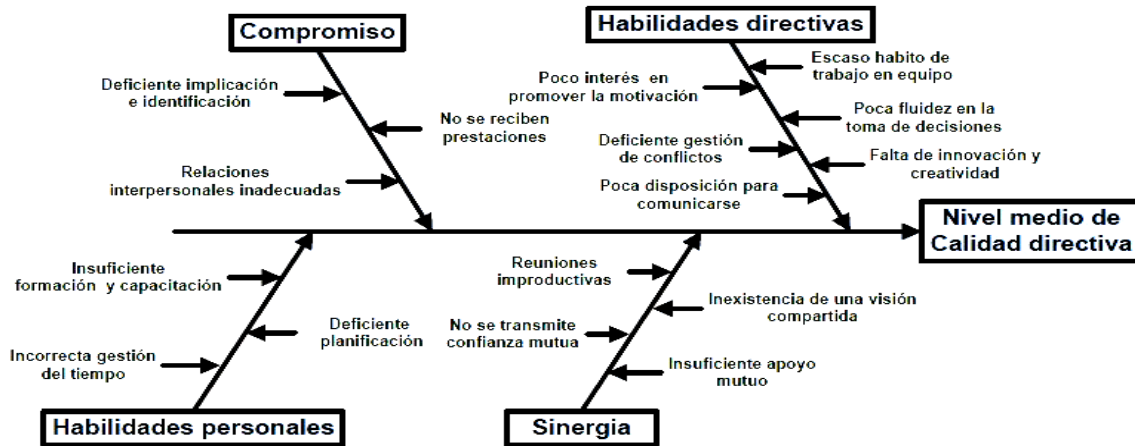 Compromiso
Deficiente implicación
e identificación
No se reciben
prestaciones
Relaciones
interpersonales inadecuadas
Habilidades directivas
Escaso habito de
trabajo en equipo
Poco interés en
promover la motivación
Poca fluidez en la
toma de decisiones
Deficiente gestión
de conflictos
Falta de innovación y
creatividad
Poca disposición para
comunicarse
Nivel medio de
Calidad directiva
Insuficiente
formación y capacitación
Deficiente
planificación
Incorrecta gestión
del tiempo
Habilidades personales
Reuniones
improductivas
Inexistencia de una visión
compartida
No se transmite
confianza mutua
Insuficiente apoyo
mutuo
Sinergia